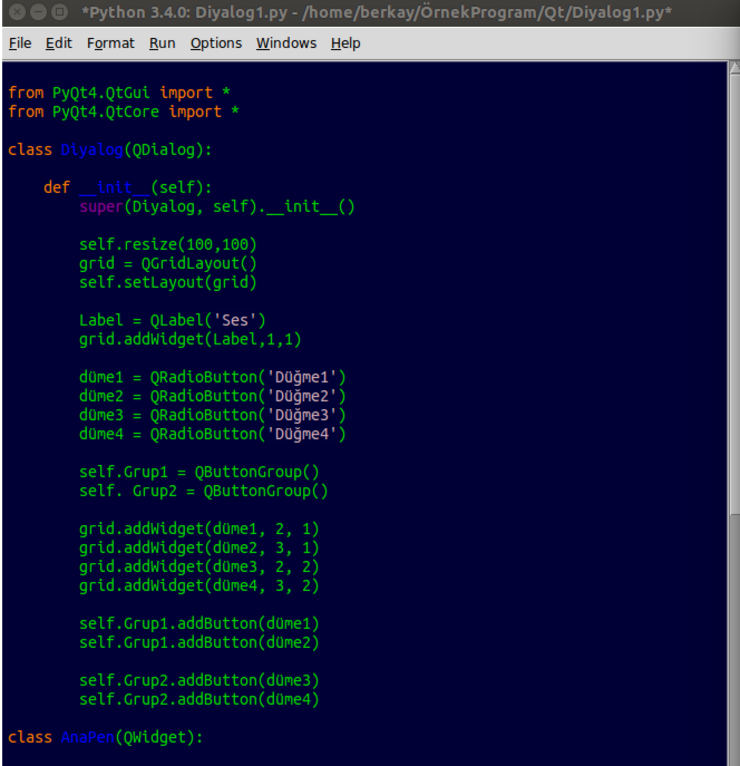 *Python 3.4.0: Diyalog1.py - /home/berkay/ÖrnekProgram/Qt/Diyalog1.py*
File Edit Format Run Options Windows Help
from PyQt4.QtGui import *
from PyQt4.QtCore import *
class Diyalog(QDialog):
def __init__(self):
super(Diyalog, self).__init__()
self.resize(100,100)
grid = QGridLayout()
self.setLayout(grid)
Label = QLabel('Ses')
grid.addWidget(Label,1,1)
düme1 = QRadioButton('Düğme1')
düme2 = QRadioButton('Düğme2')
düme3 = QRadioButton('Düğme3')
düme4 = QRadioButton('Düğme4')
self.Grup1 = QButtonGroup()
self. Grup2 = QButtonGroup()
grid.addWidget(düme1, 2, 1)
grid.addWidget(düme2, 3, 1)
grid.addWidget(düme3, 2, 2)
grid.addWidget(düme4, 3, 2)
self.Grup1.addButton(düme1)
self.Grup1.addButton(düme2)
self.Grup2.addButton(düme3)
self.Grup2.addButton(düme4)
class AnaPen(QWidget):